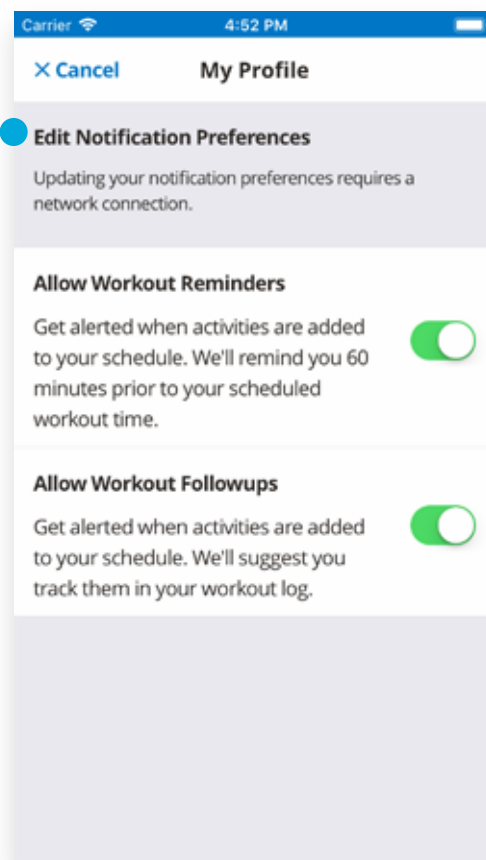 Carrier 4:52 PM
× Cancel My Profile
Edit Notification Preferences
Updating your notification preferences requires a
network connection.
Allow Workout Reminders
Get alerted when activities are added
to your schedule. We'll remind you 60
minutes prior to your scheduled
workout time.
Allow Workout Followups
Get alerted when activities are added
to your schedule. We'll suggest you
track them in your workout log.